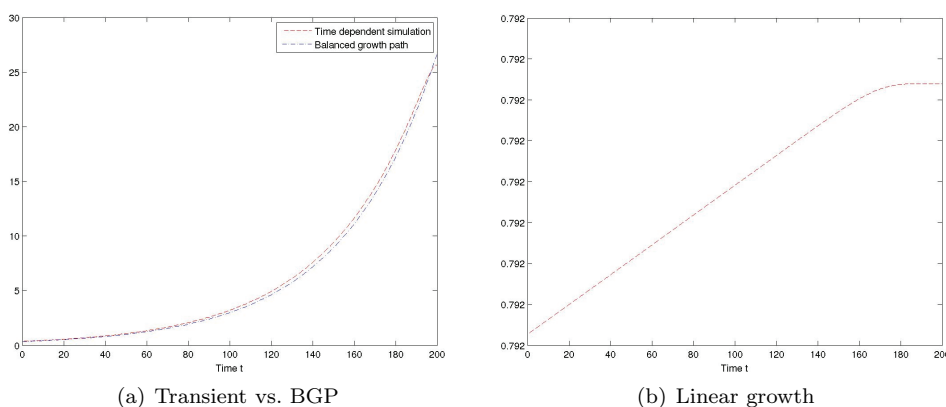 30
25
20
15
10
5
0
Time dependent simulation
Balanced growth path
0 20 40 60 80 100 120 140 160 180 200
Time t
(a) Transient vs. BGP
0.792
0.792
0.792
0.792
0.792
0.792
0.792
0.792
0.792
0 20 40 60 80 100 120 140 160 180 200
Time t
(b) Linear growth